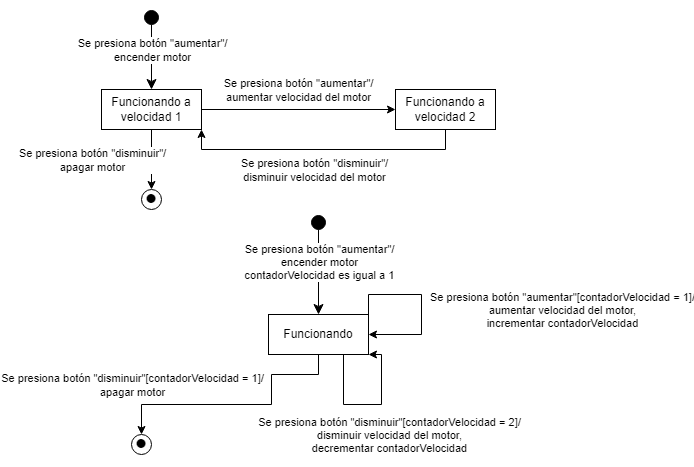 Se presiona botón "aumentar"/
encender motor
Se presiona botón "aumentar"/
aumentar velocidad del motor
Funcionando a
velocidad 1
Funcionando a
velocidad 2
Se presiona botón "disminuir"/
apagar motor
Se presiona botón "disminuir"/
disminuir velocidad del motor
Se presiona botón "aumentar"/
encender motor
contadorVelocidad es igual a 1
Se presiona botón "aumentar"[contadorVelocidad = 1]/
aumentar velocidad del motor,
incrementar contadorVelocidad
Funcionando
Se presiona botón "disminuir"[contadorVelocidad = 1]/
apagar motor
Se presiona botón "disminuir"[contadorVelocidad = 2]/
disminuir velocidad del motor,
decrementar contadorVelocidad